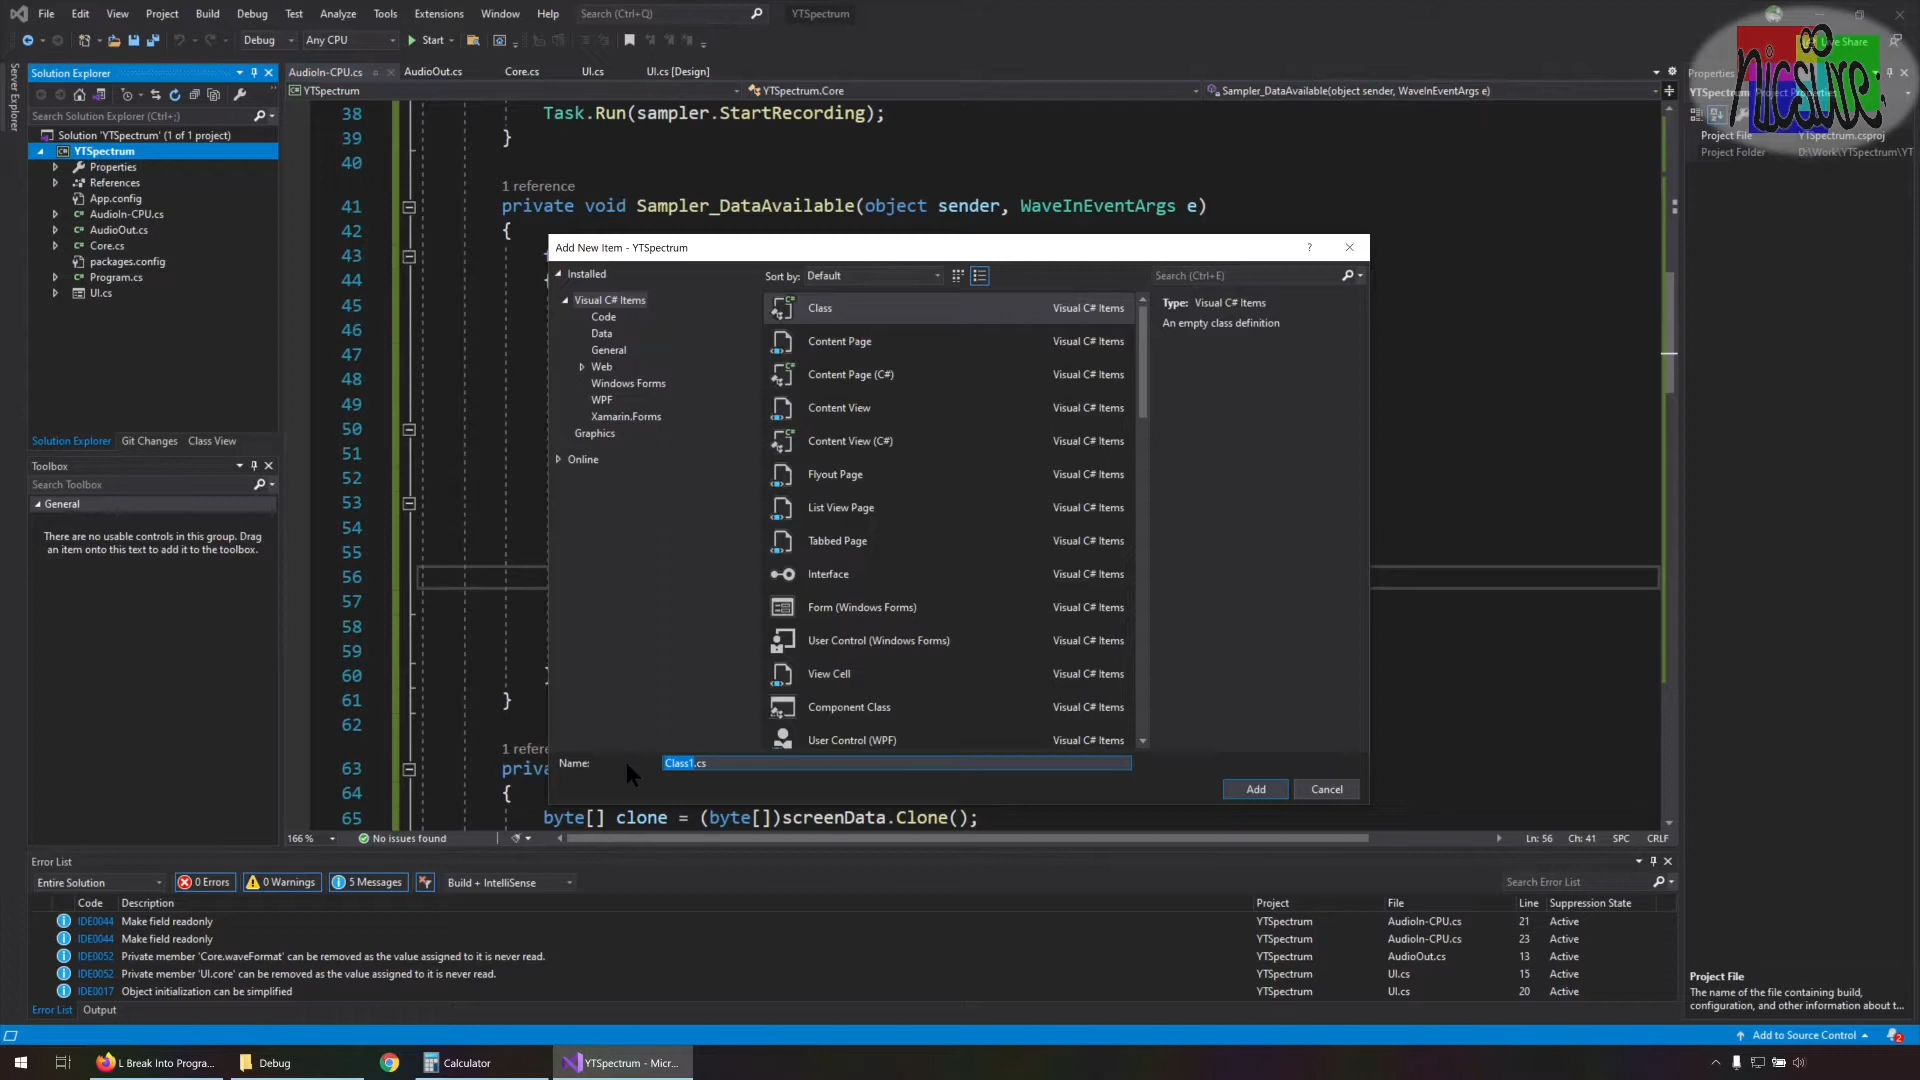 File Edit View Project Build Debug Test Analyze Tools Extensions Window Help Search (Ctrl+Q) YTSpectrum
Debug Any CPU Start Live Share
nicsure
Server Explorer
Solution Explorer
Search Solution Explorer (Ctrl+;)
Solution 'YTSpectrum' (1 of 1 project)
YTSpectrum
Properties
References
App.config
AudioIn-CPU.cs
AudioOut.cs
Core.cs
packages.config
Program.cs
UI.cs
Solution Explorer Git Changes Class View
Toolbox
Search Toolbox
General
There are no usable controls in this group. Drag
an item onto this text to add it to the toolbox.
AudioIn-CPU.cs AudioOut.cs Core.cs UI.cs UI.cs [Design]
YTSpectrum YTSpectrum.Core Sampler_DataAvailable(object sender, WaveInEventArgs e)
38 Task.Run(sampler.StartRecording);
39 }
40
1 reference
41 private void Sampler_DataAvailable(object sender, WaveInEventArgs e)
42 {
43
44
45
46
47
48
49
50
51
52
53
54
55
56
57
58
59
60
61 }
62
1 refere
63 priva
64 {
65 byte[] clone = (byte[])screenData.Clone();
166 % No issues found Ln: 56 Ch: 41 SPC CRLF
Add New Item - YTSpectrum ?
Installed
Visual C# Items
Code
Data
General
Web
Windows Forms
WPF
Xamarin.Forms
Graphics
Online
Sort by: Default
Search (Ctrl+E)
Class Visual C# Items
Content Page Visual C# Items
Content Page (C#) Visual C# Items
Content View Visual C# Items
Content View (C#) Visual C# Items
Flyout Page Visual C# Items
List View Page Visual C# Items
Tabbed Page Visual C# Items
Interface Visual C# Items
Form (Windows Forms) Visual C# Items
User Control (Windows Forms) Visual C# Items
View Cell Visual C# Items
Component Class Visual C# Items
User Control (WPF) Visual C# Items
Type: Visual C# Items
An empty class definition
Name: Class1.cs
Add Cancel
Properties
YTSpectrum Project Properties
Project File YTSpectrum.csproj
Project Folder D:\Work\YTSpectrum\YT
Project File
The name of the file containing build,
configuration, and other information about t...
Error List
Entire Solution 0 Errors 0 Warnings 5 Messages Build + IntelliSense Search Error List
Code Description Project File Line Suppression State
IDE0044 Make field readonly YTSpectrum AudioIn-CPU.cs 21 Active
IDE0044 Make field readonly YTSpectrum AudioIn-CPU.cs 23 Active
IDE0052 Private member 'Core.waveFormat' can be removed as the value assigned to it is never read. YTSpectrum AudioOut.cs 13 Active
IDE0052 Private member 'UI.core' can be removed as the value assigned to it is never read. YTSpectrum UI.cs 15 Active
IDE0017 Object initialization can be simplified YTSpectrum UI.cs 20 Active
Error List Output
Add to Source Control 2
L Break Into Progra... Debug Calculator YTSpectrum - Micr...